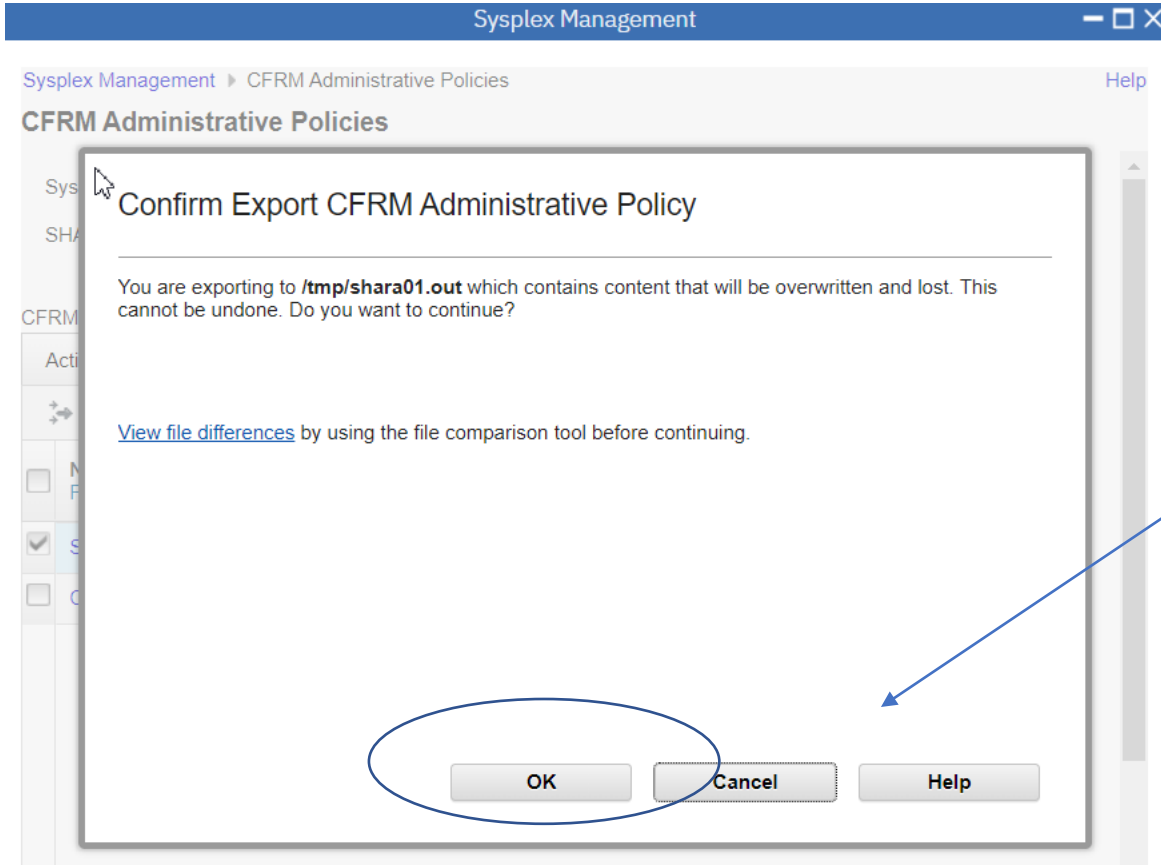 Sysplex Management
Sysplex Management CFRM Administrative Policies Help
CFRM Administrative Policies
Confirm Export CFRM Administrative Policy
You are exporting to /tmp/shara01.out which contains content that will be overwritten and lost. This
cannot be undone. Do you want to continue?
CFRM
View file differences by using the file comparison tool before continuing.
OK Cancel Help